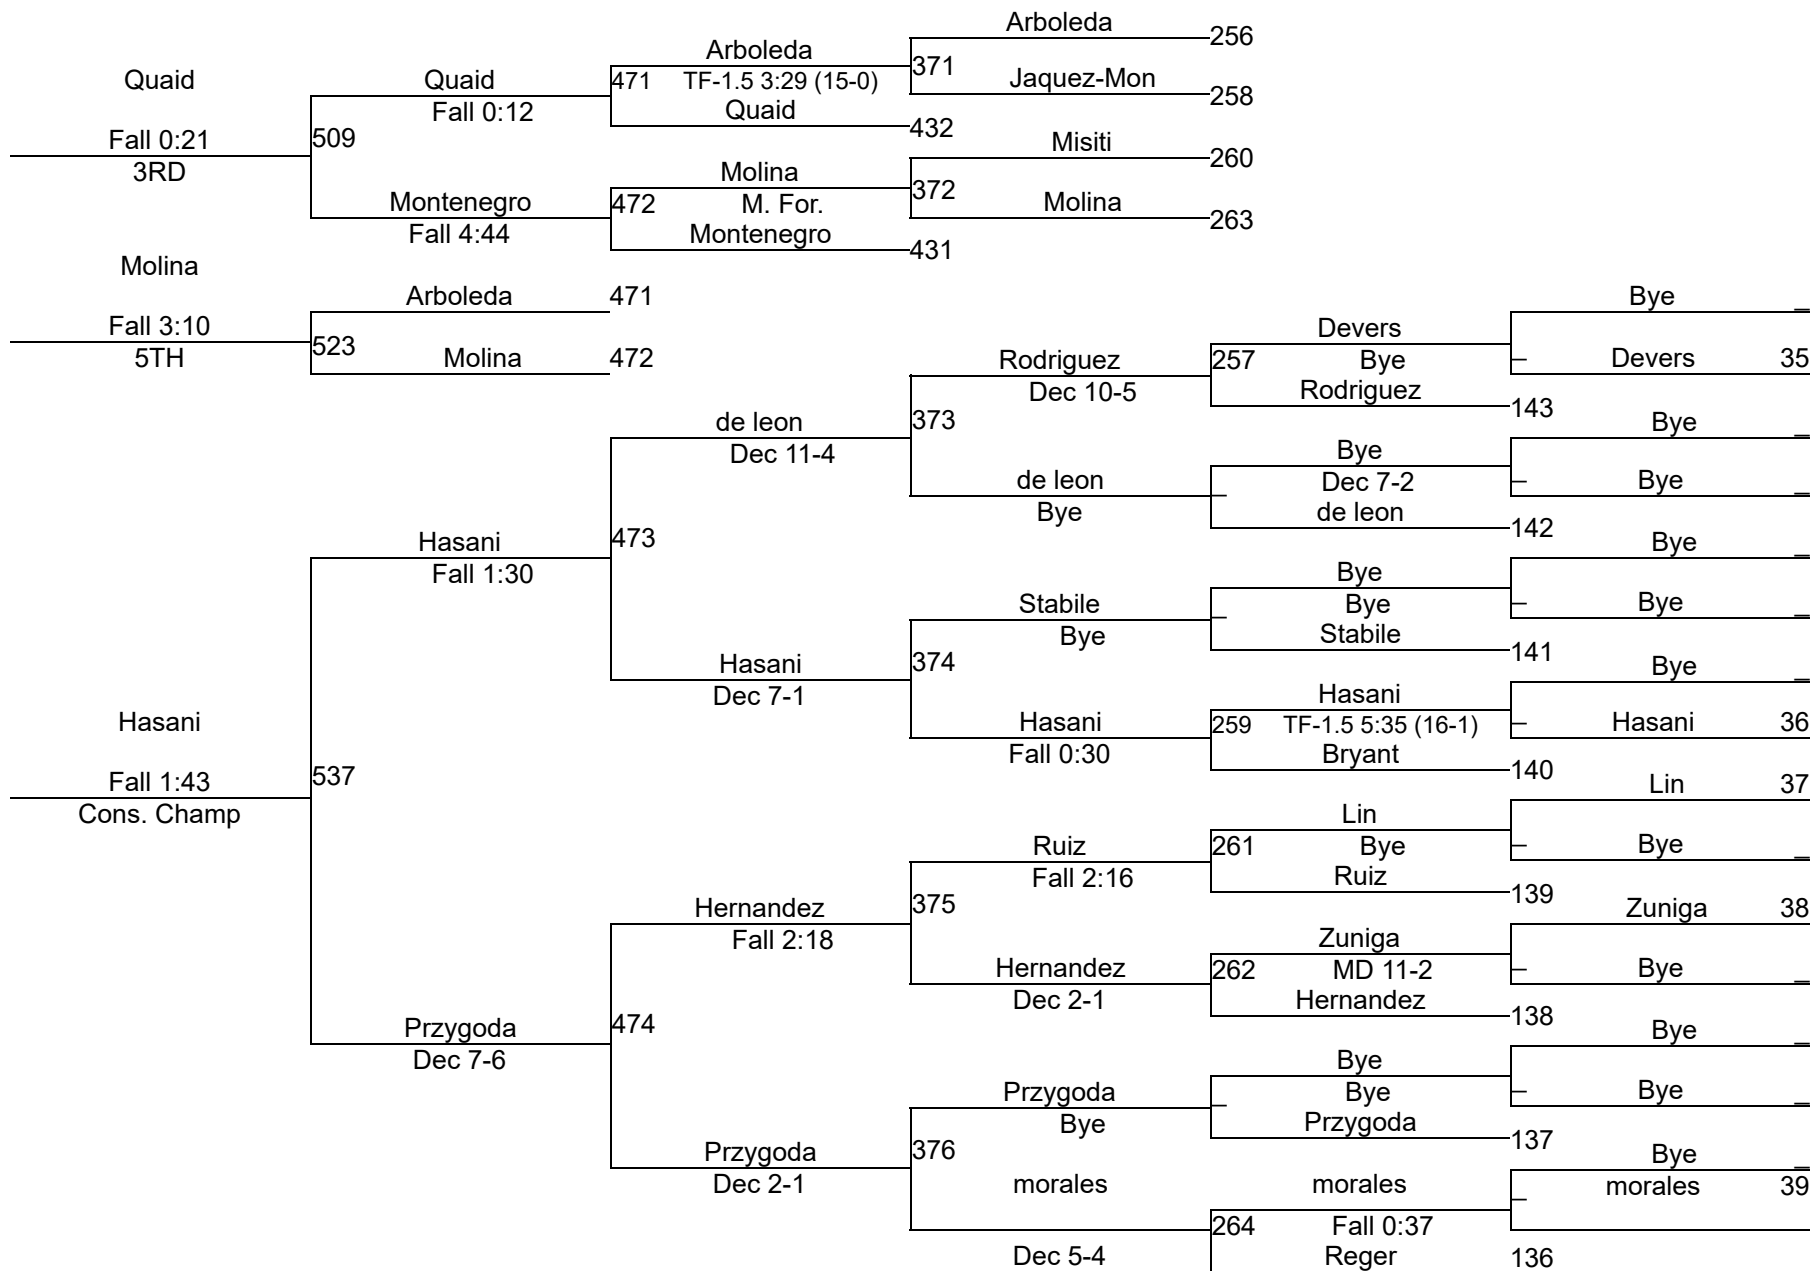 Arboleda
256
Arboleda
371
Jaquez-Mon
258
Quaid
Quaid
471
TF-1.5 3:29 (15-0)
Quaid
432
Fall 0:12
Fall 0:21
509
3RD
Misiti
260
Molina
372
Molina
263
Montenegro
472
M. For.
Fall 4:44
Montenegro
431
Molina
Arboleda
471
Fall 3:10
523
5TH
Molina
472
Bye
_
Devers
Rodriguez
257
Bye
Devers
35
Dec 10-5
Rodriguez
143
de leon
373
Bye
_
Dec 11-4
Bye
de leon
Dec 7-2
Bye
_
Bye
de leon
142
Hasani
473
Bye
_
Fall 1:30
Bye
Stabile
Bye
Bye
_
Bye
Stabile
141
Hasani
374
Bye
_
Dec 7-1
Hasani
Hasani
259
TF-1.5 5:35 (16-1)
Hasani
36
Fall 0:30
Bryant
140
Hasani
Fall 1:43
537
Cons. Champ
Lin
37
Lin
Ruiz
261
Bye
Bye
_
Fall 2:16
Ruiz
139
Hernandez
375
Zuniga
38
Fall 2:18
Zuniga
Hernandez
262
MD 11-2
Bye
_
Dec 2-1
Hernandez
138
Przygoda
474
Bye
_
Dec 7-6
Bye
Przygoda
Bye
Bye
_
Bye
Przygoda
137
Przygoda
376
Bye
_
Dec 2-1
morales
morales
morales
39
264
Fall 0:37
Dec 5-4
Reger
136